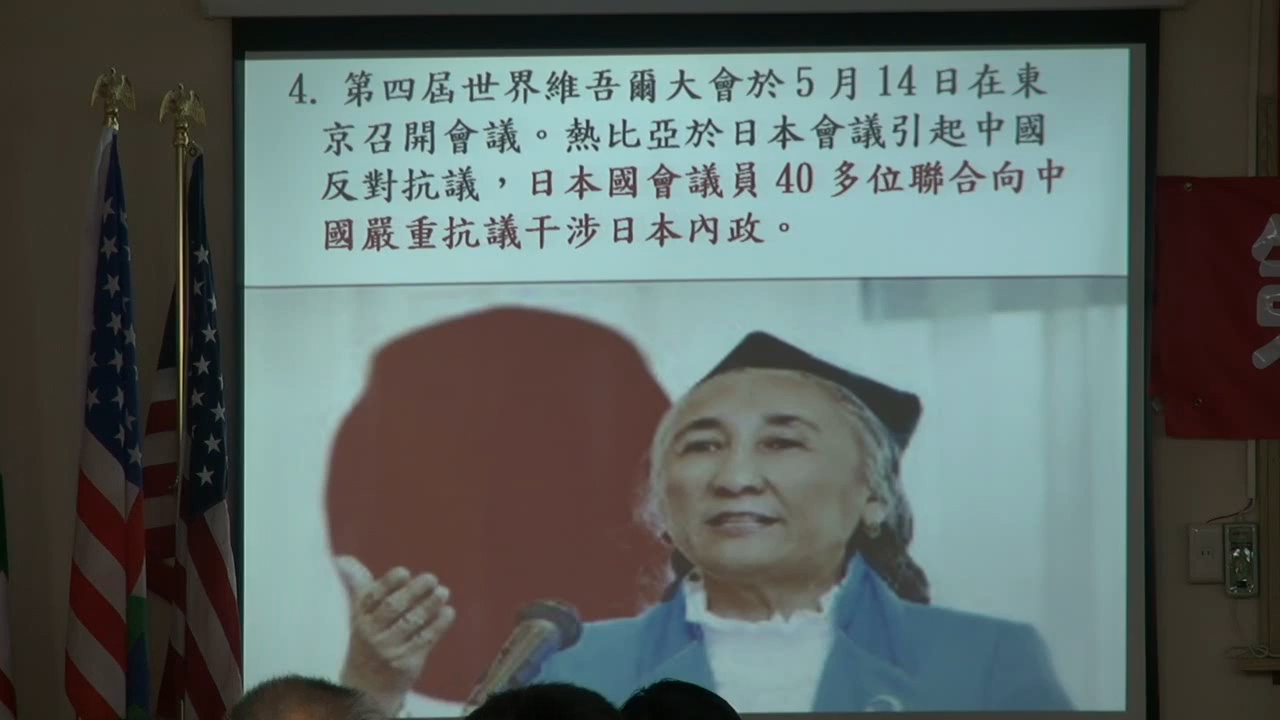 4. 第四屆世界維吾爾大會於5月14日在東
京召開會議。熱比亞於日本會議引起中國
反對抗議，日本國會議員40多位聯合向中
國嚴重抗議干涉日本內政。